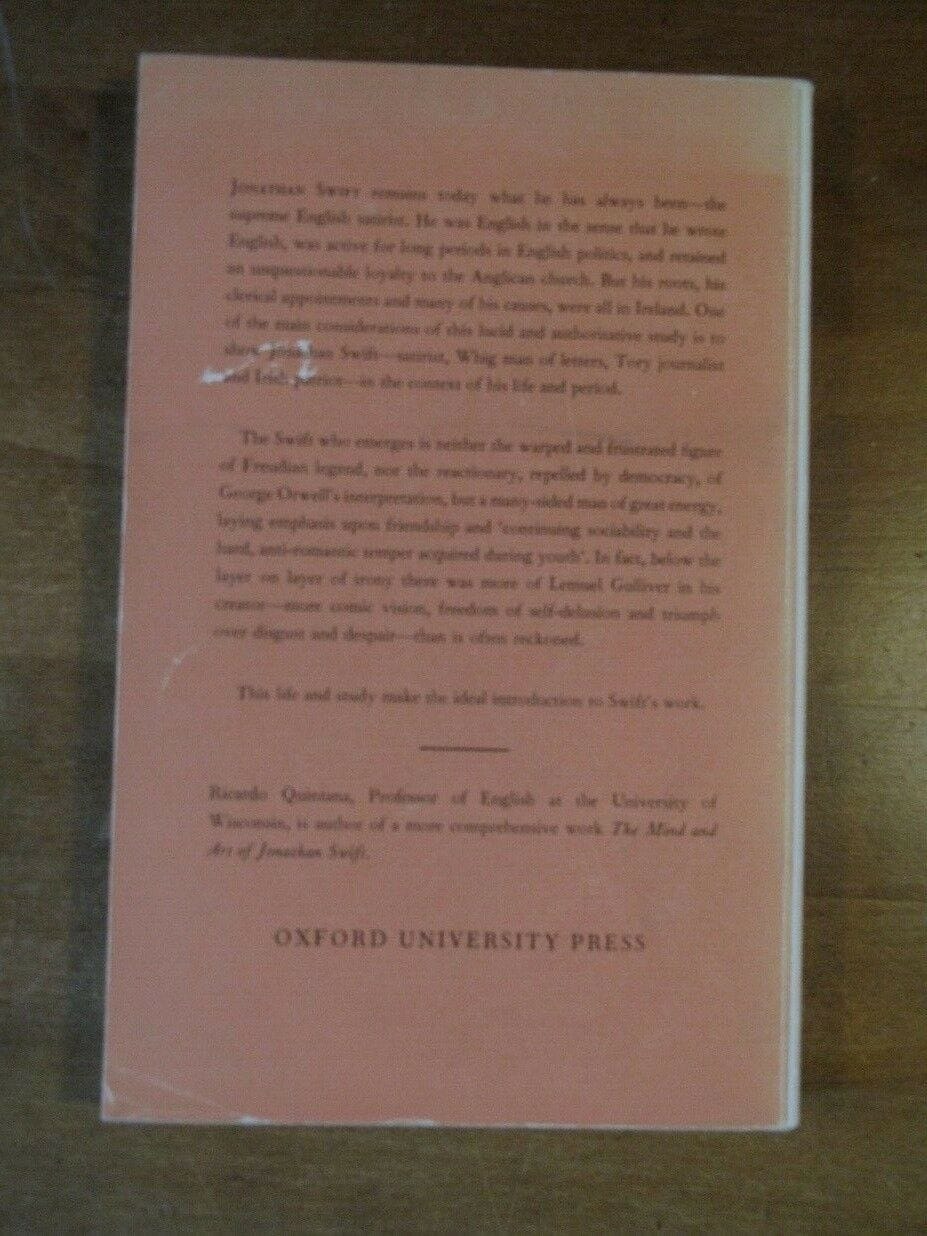 JONATHAN SWIFT remains today what he has always been—the
supreme English satirist. He was English in the sense that he wrote
English, was active for long periods in English politics, and retained
an unquestionable loyalty to the Anglican church. But his roots, his
clerical appointments and many of his causes, were all in Ireland. One
of the main considerations of this lucid and authoritative study is to
show Jonathan Swift—satirist, Whig man of letters, Tory journalist
and Irish patriot—in the context of his life and period.
The Swift who emerges is neither the warped and frustrated figure
of Freudian legend, nor the reactionary, repelled by democracy, of
George Orwell's interpretation, but a many-sided man of great energy,
laying emphasis upon friendship and 'continuing sociability and the
hard, anti-romantic temper acquired during youth'. In fact, below the
layer on layer of irony there was more of Lemuel Gulliver in his
creator—more comic vision, freedom of self-delusion and triumph
over disgust and despair—than is often reckoned.
This life and study make the ideal introduction to Swift's work.
Ricardo Quintana, Professor of English at the University of
Wisconsin, is author of a more comprehensive work The Mind and
Art of Jonathan Swift.
OXFORD UNIVERSITY PRESS